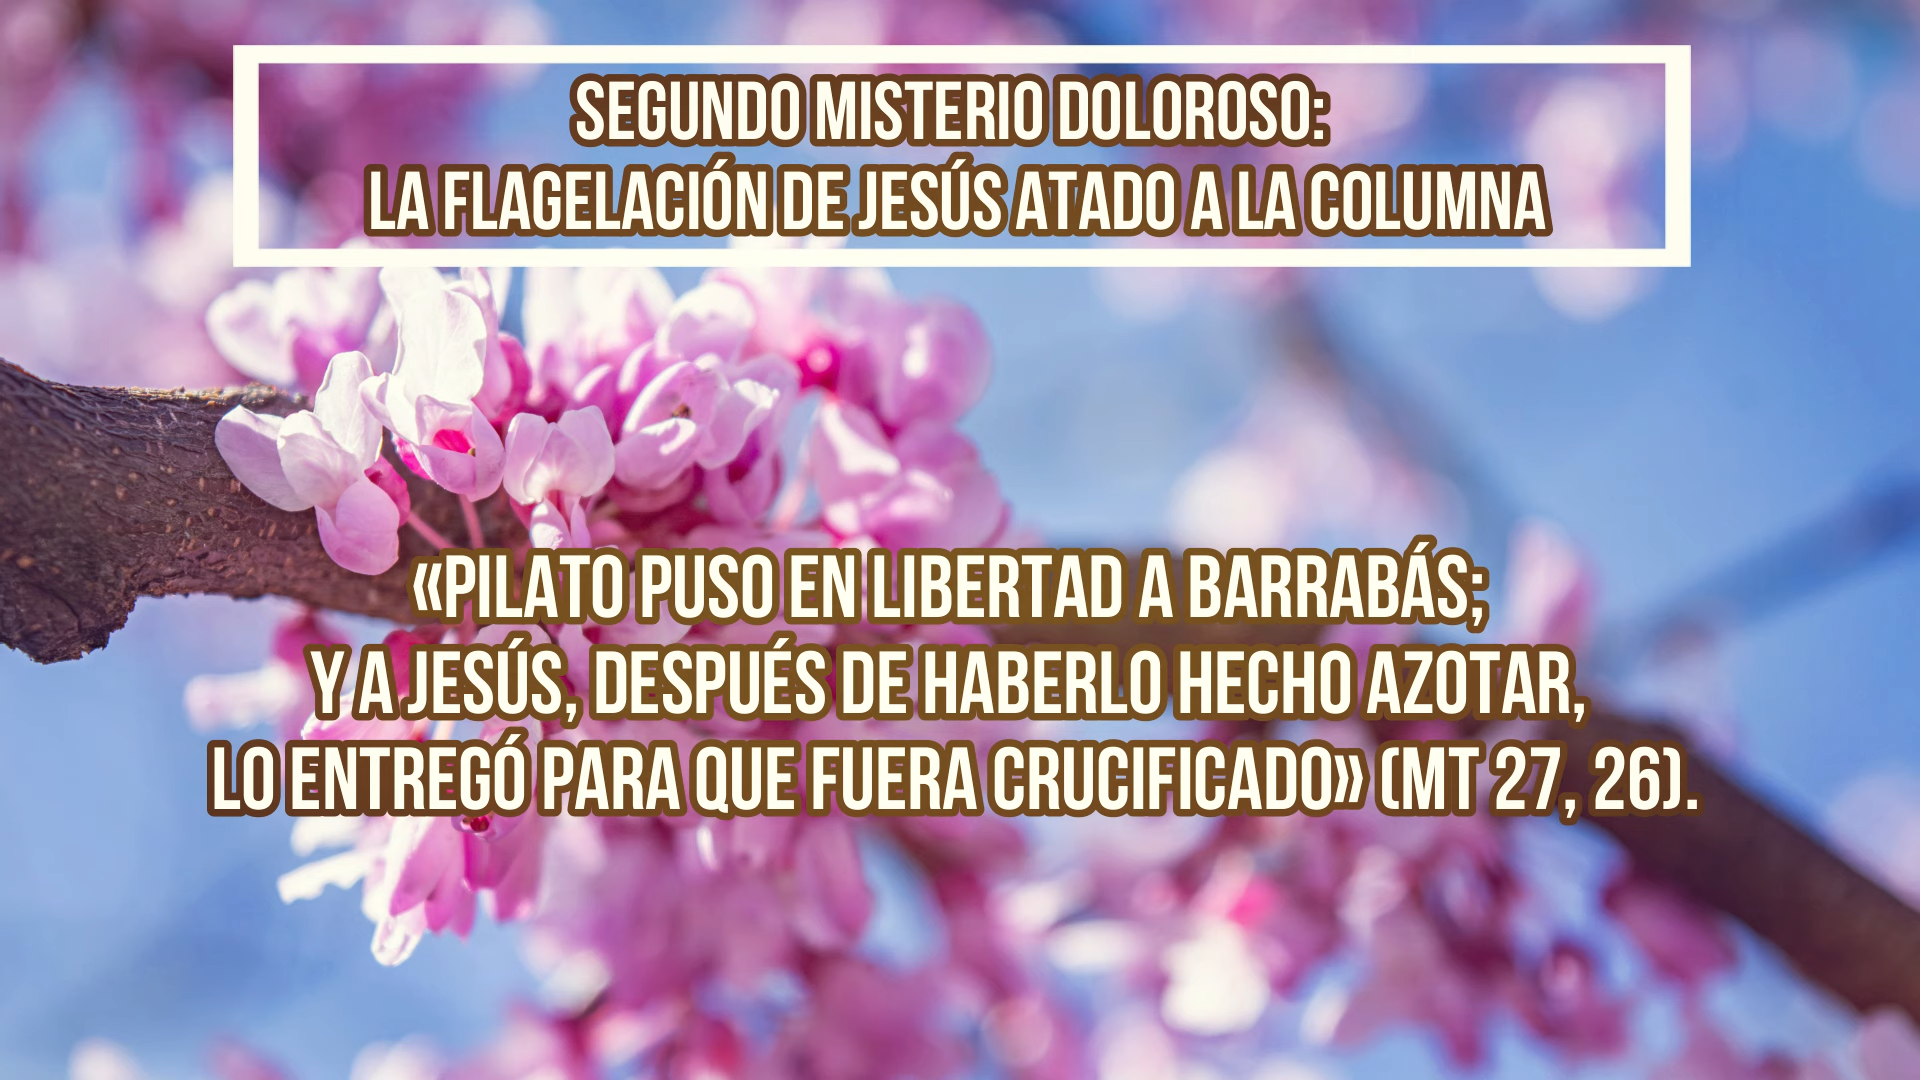 SEGUNDO MISTERIO DOLOROSO:
LA FLAGELACIÓN DE JESÚS ATADO A LA COLUMNA
«PILATO PUSO EN LIBERTAD A BARRABÁS;
Y A JESÚS, DESPUÉS DE HABERLO HECHO AZOTAR,
LO ENTREGÓ PARA QUE FUERA CRUCIFICADO» (MT 27, 26).